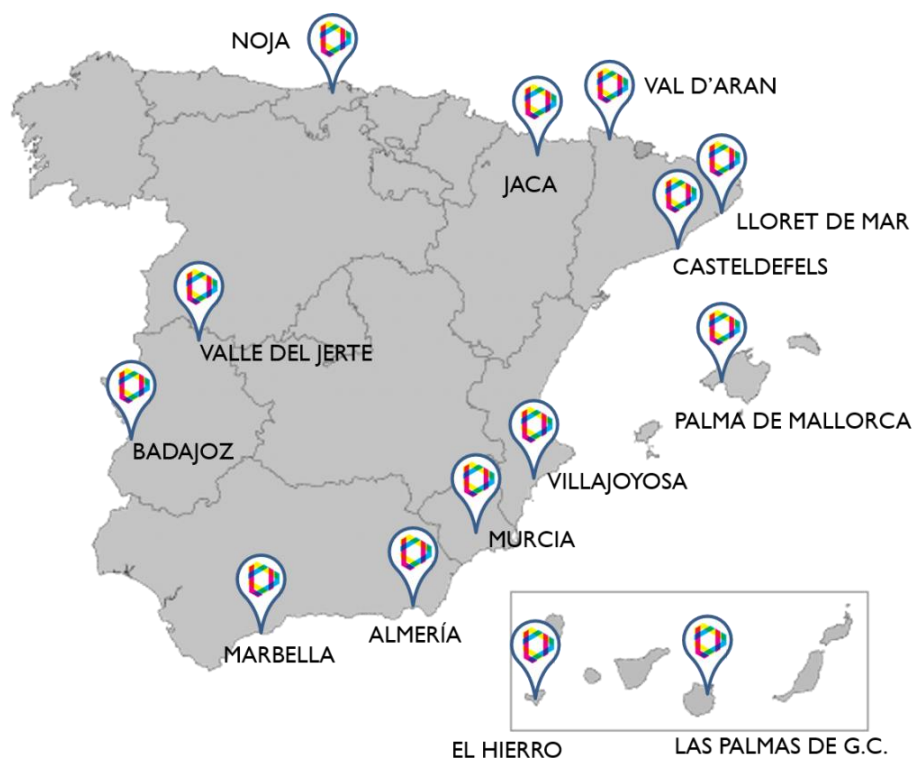 NOJA
VAL D'ARAN
JACA
LLORET DE MAR
CASTELDEFELS
VALLE DEL JERTE
PALMA DE MALLORCA
BADAJOZ
VILLAJOYOSA
MURCIA
ALMERÍA
MARBELLA
EL HIERRO
LAS PALMAS DE G.C.